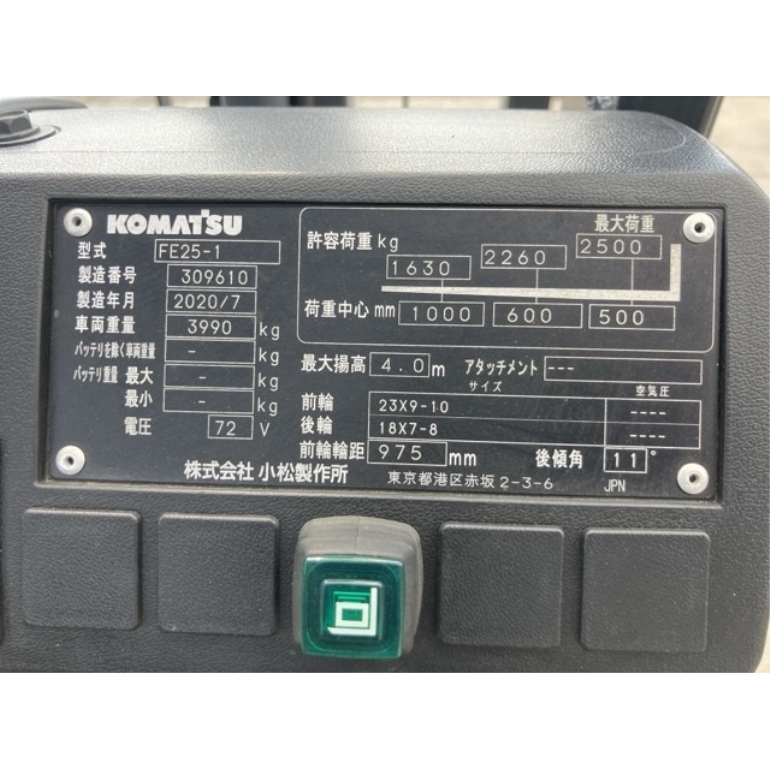 KOMATSU
型式 FE25-1
製造番号 309610
製造年月 2020/7
車両重量 3990 kg
バッテリを除く車両重量 - kg
バッテリ重量 最大 - kg
最小 - kg
電圧 72 V
株式会社 小松製作所
最大荷重
許容荷重 kg 1630 2260 2500
荷重中心 mm 1000 600 500
最大揚高 4.0 m アタッチメント ---
サイズ 空気圧
前輪 23X9-10 ----
後輪 18X7-8 ----
前輪輪距 975 mm 後傾角 11°
東京都港区赤坂2-3-6 JPN